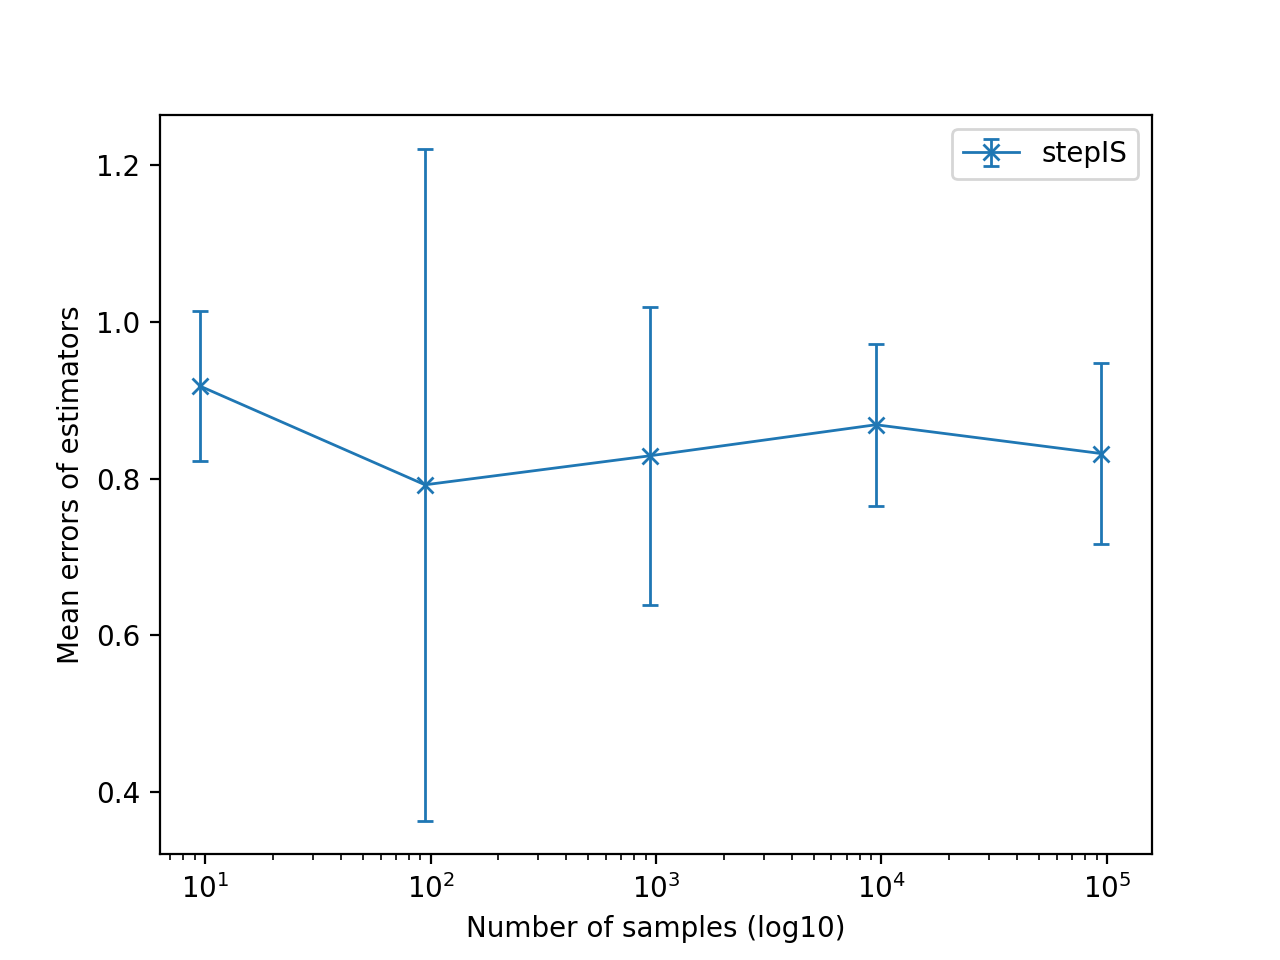 stepIS
1.2
1.0
0.8
0.6
0.4
Mean errors of estimators
10¹ 10² 10³ 10⁴ 10⁵
Number of samples (log10)